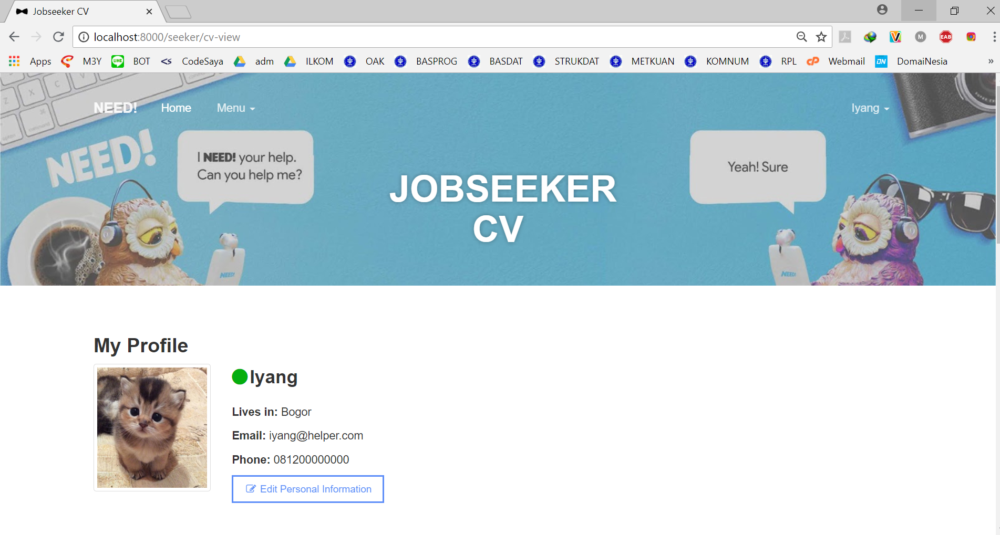 Jobseeker CV
localhost:8000/seeker/cv-view
Apps M3Y BOT CodeSaya adm ILKOM OAK BASPROG BASDAT STRUKDAT METKUAN KOMNUM RPL Webmail DomaiNesia »
NEED! Home Menu Iyang
NEED!
I NEED! your help.
Can you help me?
Yeah! Sure
JOBSEEKER
CV
NEED!
NEED!
My Profile
Iyang
Lives in: Bogor
Email: iyang@helper.com
Phone: 081200000000
Edit Personal Information